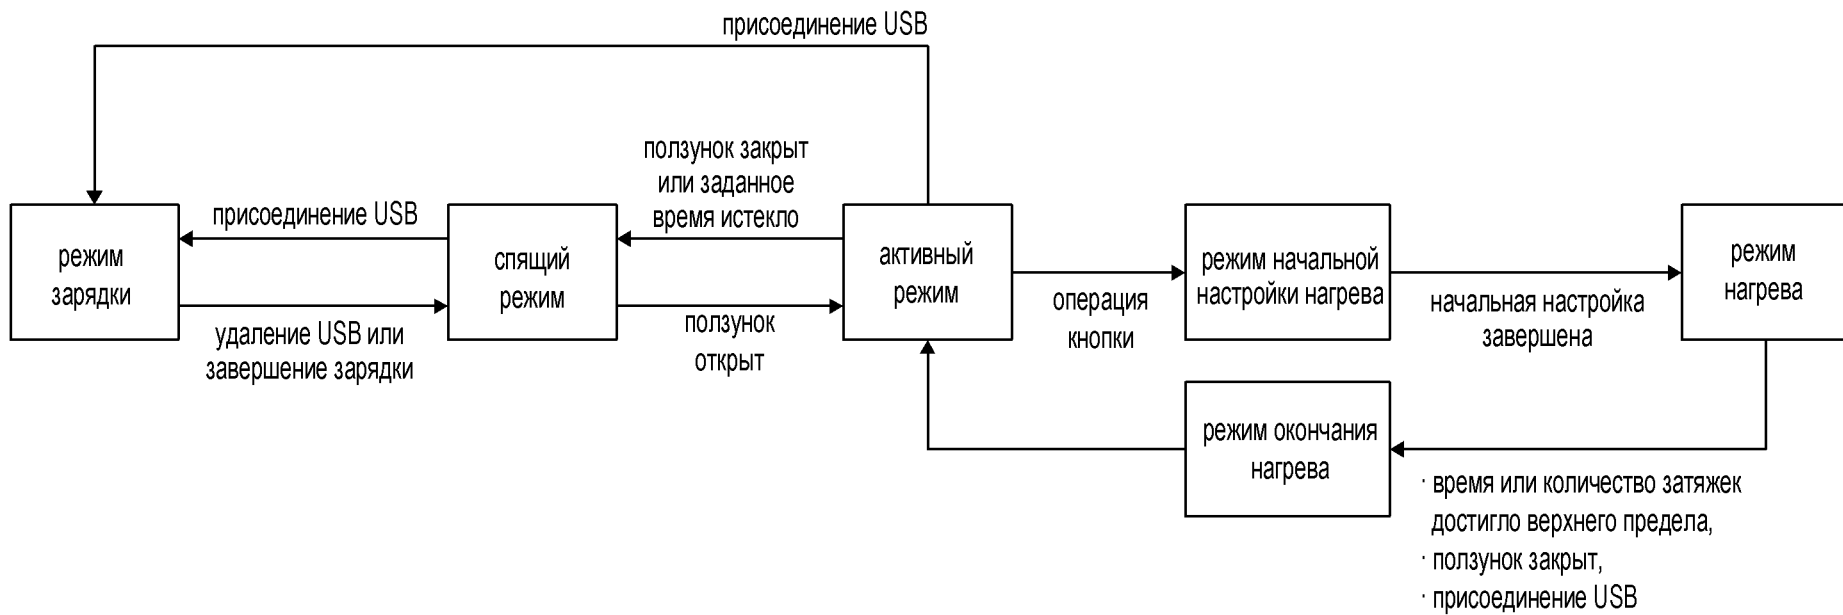 присоединение USB
ползунок закрыт
или заданное
время истекло
присоединение USB
режим
зарядки
удаление USB или
завершение зарядки
спящий
режим
ползунок
открыт
активный
режим
операция
кнопки
режим начальной
настройки нагрева
начальная настройка
завершена
режим
нагрева
режим окончания
нагрева
· время или количество затяжек
достигло верхнего предела,
· ползунок закрыт,
· присоединение USB